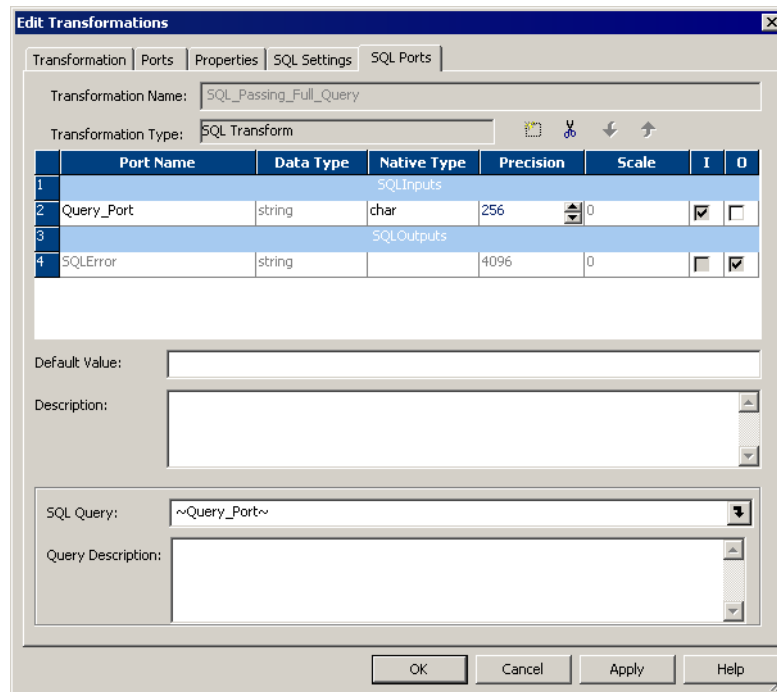 Edit Transformations
Transformation Ports Properties SQL Settings SQL Ports
Transformation Name: SQL_Passing_Full_Query
Transformation Type: SQL Transform
Port Name Data Type Native Type Precision Scale I O
1 SQLInputs
2 Query_Port string char 256 0
3 SQLOutputs
4 SQLError string 4096 0
Default Value:
Description:
SQL Query: ~Query_Port~
Query Description:
OK Cancel Apply Help